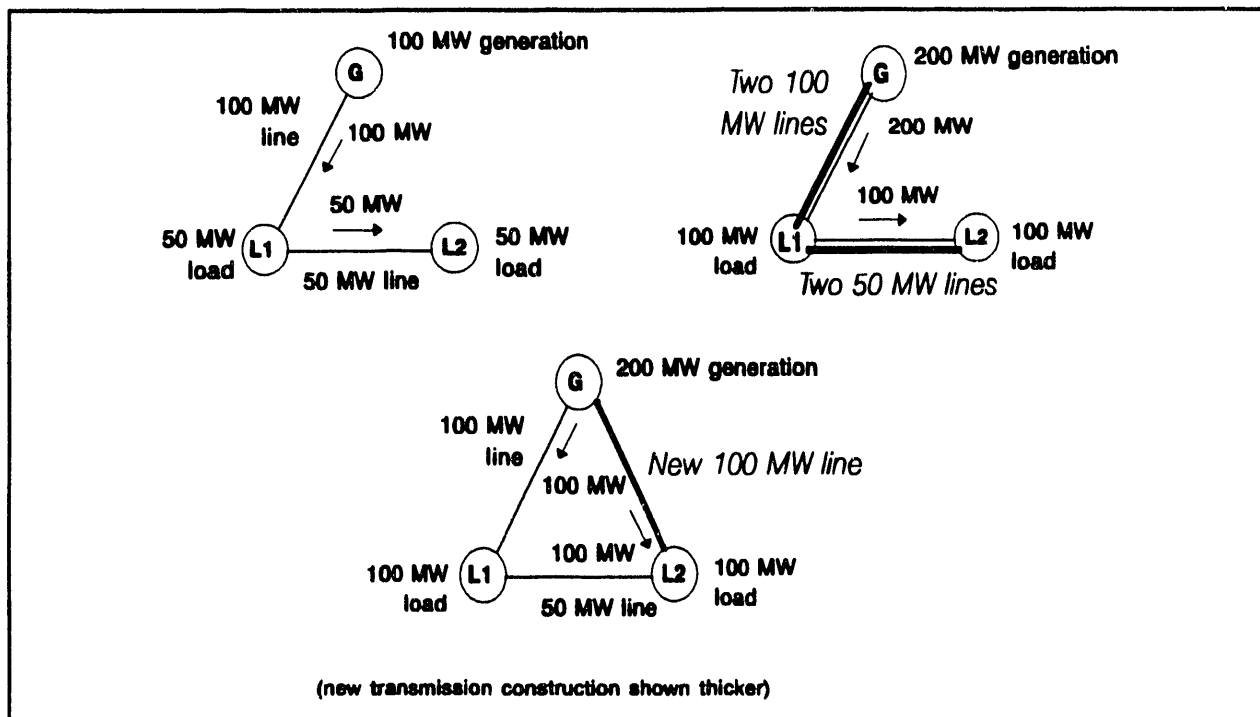 100 MW generation
G
100 MW
line
100 MW
50 MW
50 MW
load
L1
L2
50 MW
load
50 MW line
200 MW generation
G
Two 100
MW lines
200 MW
100 MW
100 MW
load
L1
L2
100 MW
load
Two 50 MW lines
200 MW generation
G
100 MW
line
New 100 MW line
100 MW
100 MW
100 MW
load
L1
L2
100 MW
load
50 MW line
(new transmission construction shown thicker)